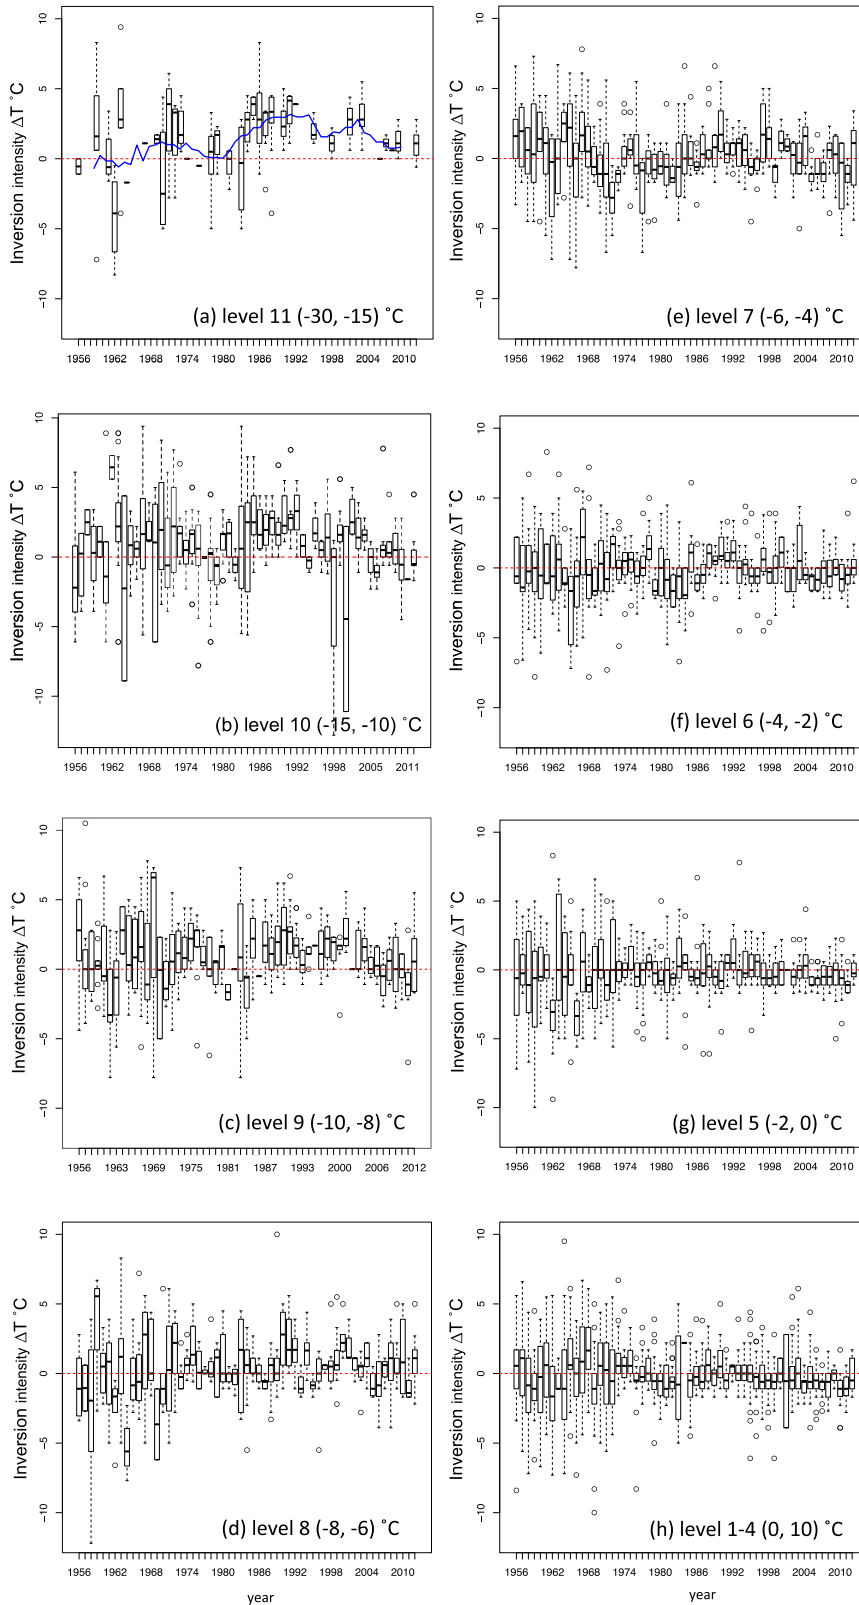 Inversion intensity ΔT ˚C
10
5
0
−5
−10
(a) level 11 (-30, -15) ˚C
1956 1962 1968 1974 1980 1986 1992 1998 2004 2010
Inversion intensity ΔT ˚C
10
5
0
−5
−10
(e) level 7 (-6, -4) ˚C
1956 1962 1968 1974 1980 1986 1992 1998 2004 2010
Inversion intensity ΔT ˚C
10
5
0
−5
−10
(b) level 10 (-15, -10) ˚C
1956 1962 1968 1974 1980 1986 1992 1998 2005 2011
Inversion intensity ΔT ˚C
10
5
0
−5
−10
(f) level 6 (-4, -2) ˚C
1956 1962 1968 1974 1980 1986 1992 1998 2004 2010
Inversion intensity ΔT ˚C
10
5
0
−5
−10
(c) level 9 (-10, -8) ˚C
1956 1963 1969 1975 1981 1987 1993 2000 2006 2012
Inversion intensity ΔT ˚C
10
5
0
−5
−10
(g) level 5 (-2, 0) ˚C
1956 1962 1968 1974 1980 1986 1992 1998 2004 2010
Inversion intensity ΔT ˚C
10
5
0
−5
−10
(d) level 8 (-8, -6) ˚C
1956 1962 1968 1974 1980 1986 1992 1998 2004 2010
year
Inversion intensity ΔT ˚C
10
5
0
−5
−10
(h) level 1-4 (0, 10) ˚C
1956 1962 1968 1974 1980 1986 1992 1998 2004 2010
year